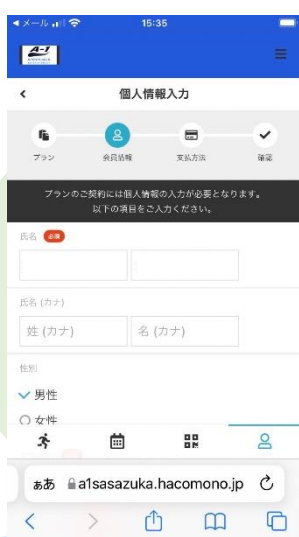 ◀メール 15:35
A-1
個人情報入力
プラン 会員情報 支払方法 確認
プランのご契約には個人情報の入力が必要となります。
以下の項目をご入力ください。
氏名 必須
氏名 (カナ)
姓 (カナ) 名 (カナ)
性別
男性
女性
ぁあ a1sasazuka.hacomono.jp